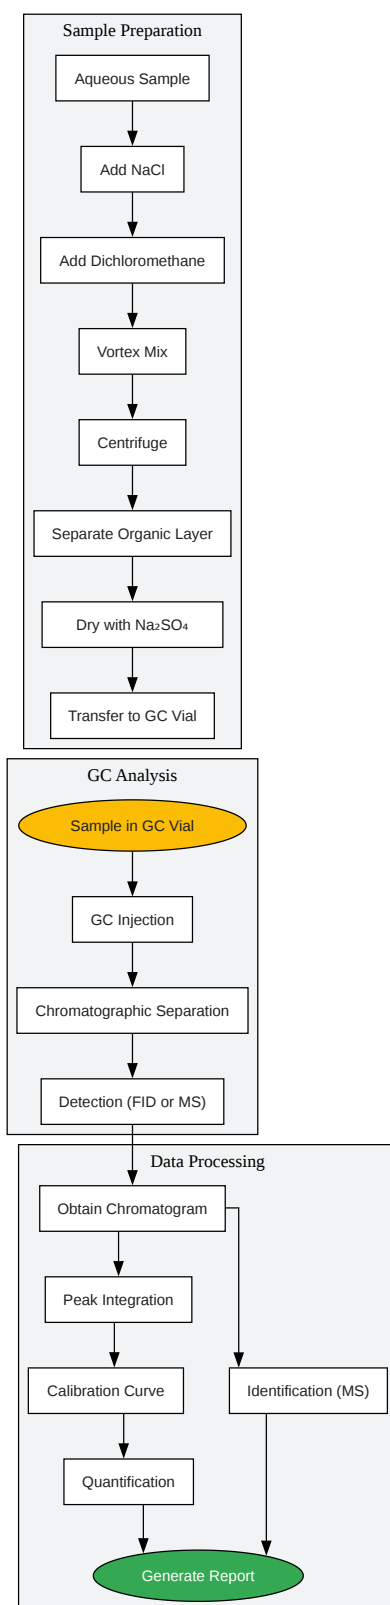 Sample Preparation
Aqueous Sample
Add NaCl
Add Dichloromethane
Vortex Mix
Centrifuge
Separate Organic Layer
Dry with Na₂SO₄
Transfer to GC Vial
GC Analysis
Sample in GC Vial
GC Injection
Chromatographic Separation
Detection (FID or MS)
Data Processing
Obtain Chromatogram
Peak Integration
Calibration Curve
Identification (MS)
Quantification
Generate Report